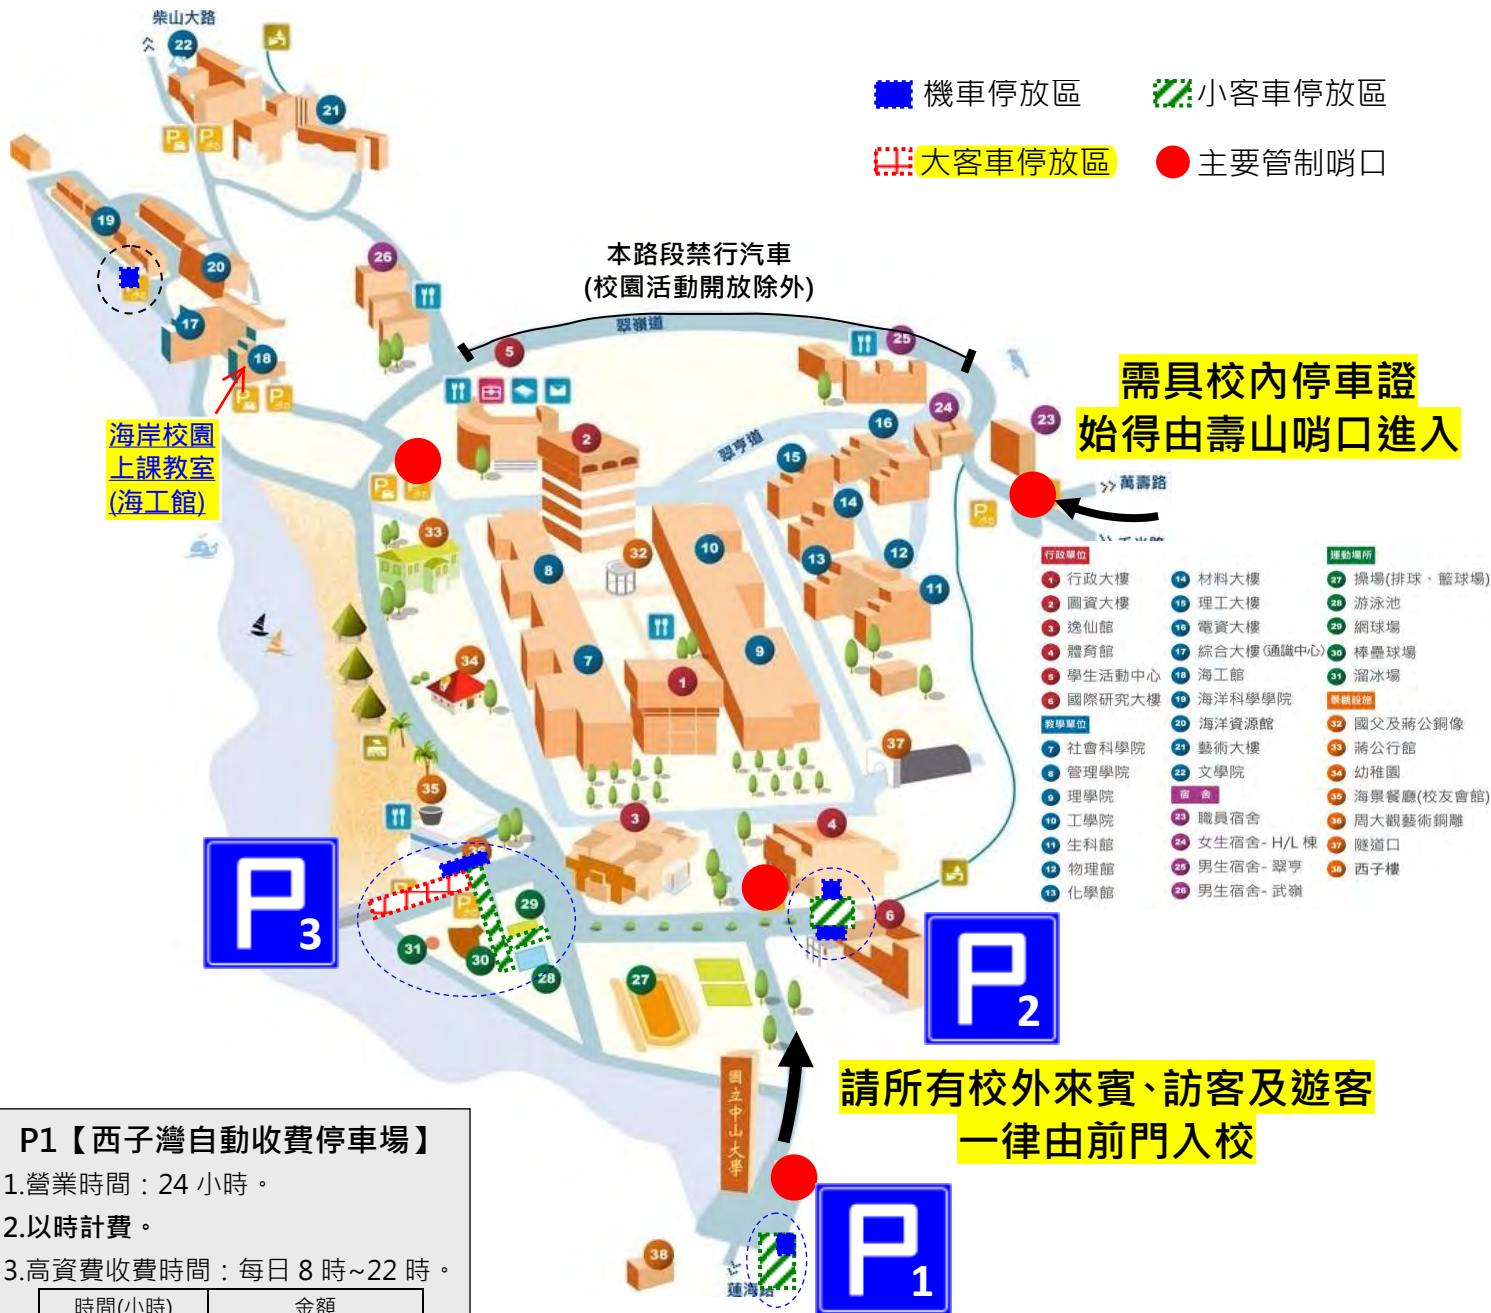 柴山大路
22
21
機車停放區
小客車停放區
大客車停放區
主要管制哨口
19
20
26
17
18
本路段禁行汽車
(校園活動開放除外)
翠嶺道
5
25
需具校內停車證
始得由壽山哨口進入
海岸校園
上課教室
(海工館)
2
24
23
16
翠亨道
15
14
萬壽路
33
32
10
13
12
8
11
34
7
9
1
37
35
3
4
6
29
31
30
28
27
P3
P2
行政單位
1 行政大樓
2 圖資大樓
3 逸仙館
4 體育館
5 學生活動中心
6 國際研究大樓
教學單位
7 社會科學院
8 管理學院
9 理學院
10 工學院
11 生科館
12 物理館
13 化學館
14 材料大樓
15 理工大樓
16 電資大樓
17 綜合大樓(通識中心)
18 海工館
19 海洋科學學院
20 海洋資源館
21 藝術大樓
22 文學院
宿舍
23 職員宿舍
24 女生宿舍- H/L 棟
25 男生宿舍- 翠亨
26 男生宿舍- 武嶺
運動場所
27 操場(排球、籃球場)
28 游泳池
29 網球場
30 棒壘球場
31 溜冰場
景觀設施
32 國父及蔣公銅像
33 蔣公行館
34 幼稚園
35 海景餐廳(校友會館)
36 周大觀藝術銅雕
37 隧道口
38 西子樓
請所有校外來賓、訪客及遊客
一律由前門入校
國立中山大學
P1
38
蓮海路
P1【西子灣自動收費停車場】
1.營業時間：24 小時。
2.以時計費。
3.高資費收費時間：每日 8 時~22 時。
時間(小時) 金額